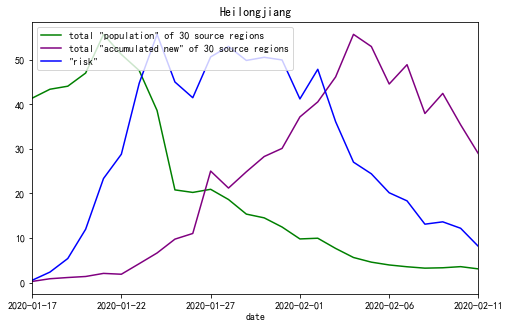 Heilongjiang
total "population" of 30 source regions
total "accumulated new" of 30 source regions
"risk"
50
40
30
20
10
0
2020-01-17 2020-01-22 2020-01-27 2020-02-01 2020-02-06 2020-02-11
date